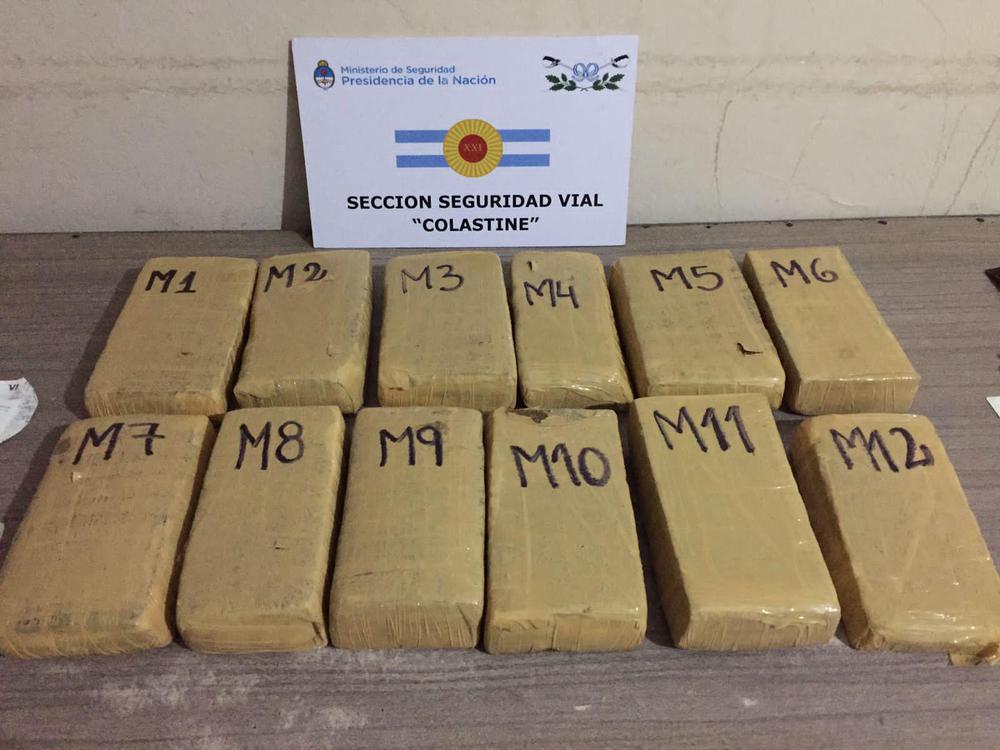 Ministerio de Seguridad
Presidencia de la Nación
XXI
SECCION SEGURIDAD VIAL
“COLASTINE”
M1 M2 M3 M4 M5 M6
M7 M8 M9 M10 M11 M12
VI